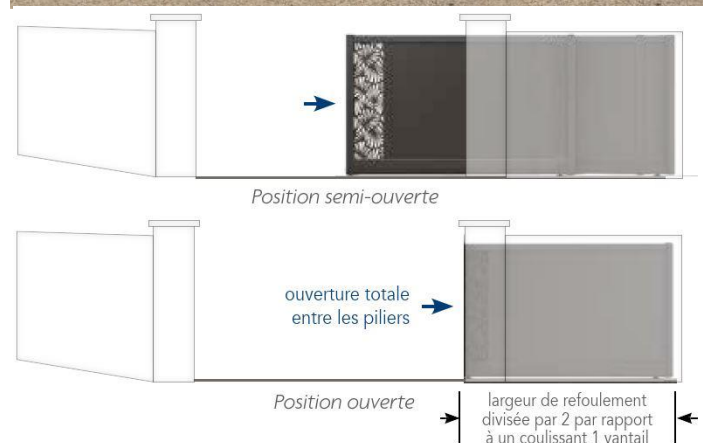 Position semi-ouverte
ouverture totale
entre les piliers
Position ouverte
largeur de refoulement
divisée par 2 par rapport
à un coulissant 1 vantail